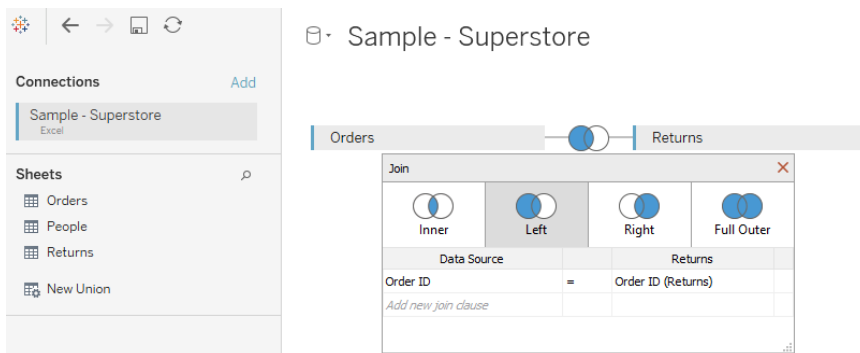 Sample - Superstore
Connections
Add
Sample - Superstore
Excel
Sheets
Orders
People
Returns
New Union
Orders
Returns
Join
Inner
Left
Right
Full Outer
Data Source
Returns
Order ID = Order ID (Returns)
Add new join clause